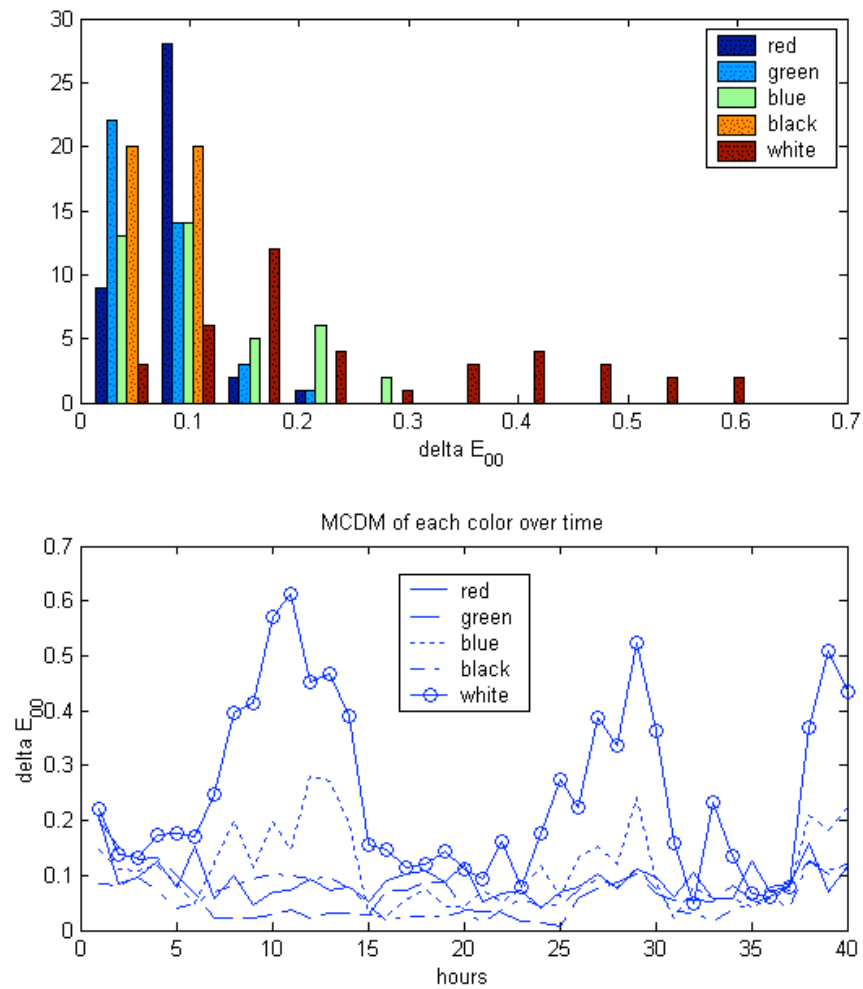 30
25
20
15
10
5
0
red
green
blue
black
white
0 0.1 0.2 0.3 0.4 0.5 0.6 0.7
delta E00
MCDM of each color over time
0.7
0.6
0.5
0.4
0.3
0.2
0.1
0
delta E00
red
green
blue
black
white
0 5 10 15 20 25 30 35 40
hours